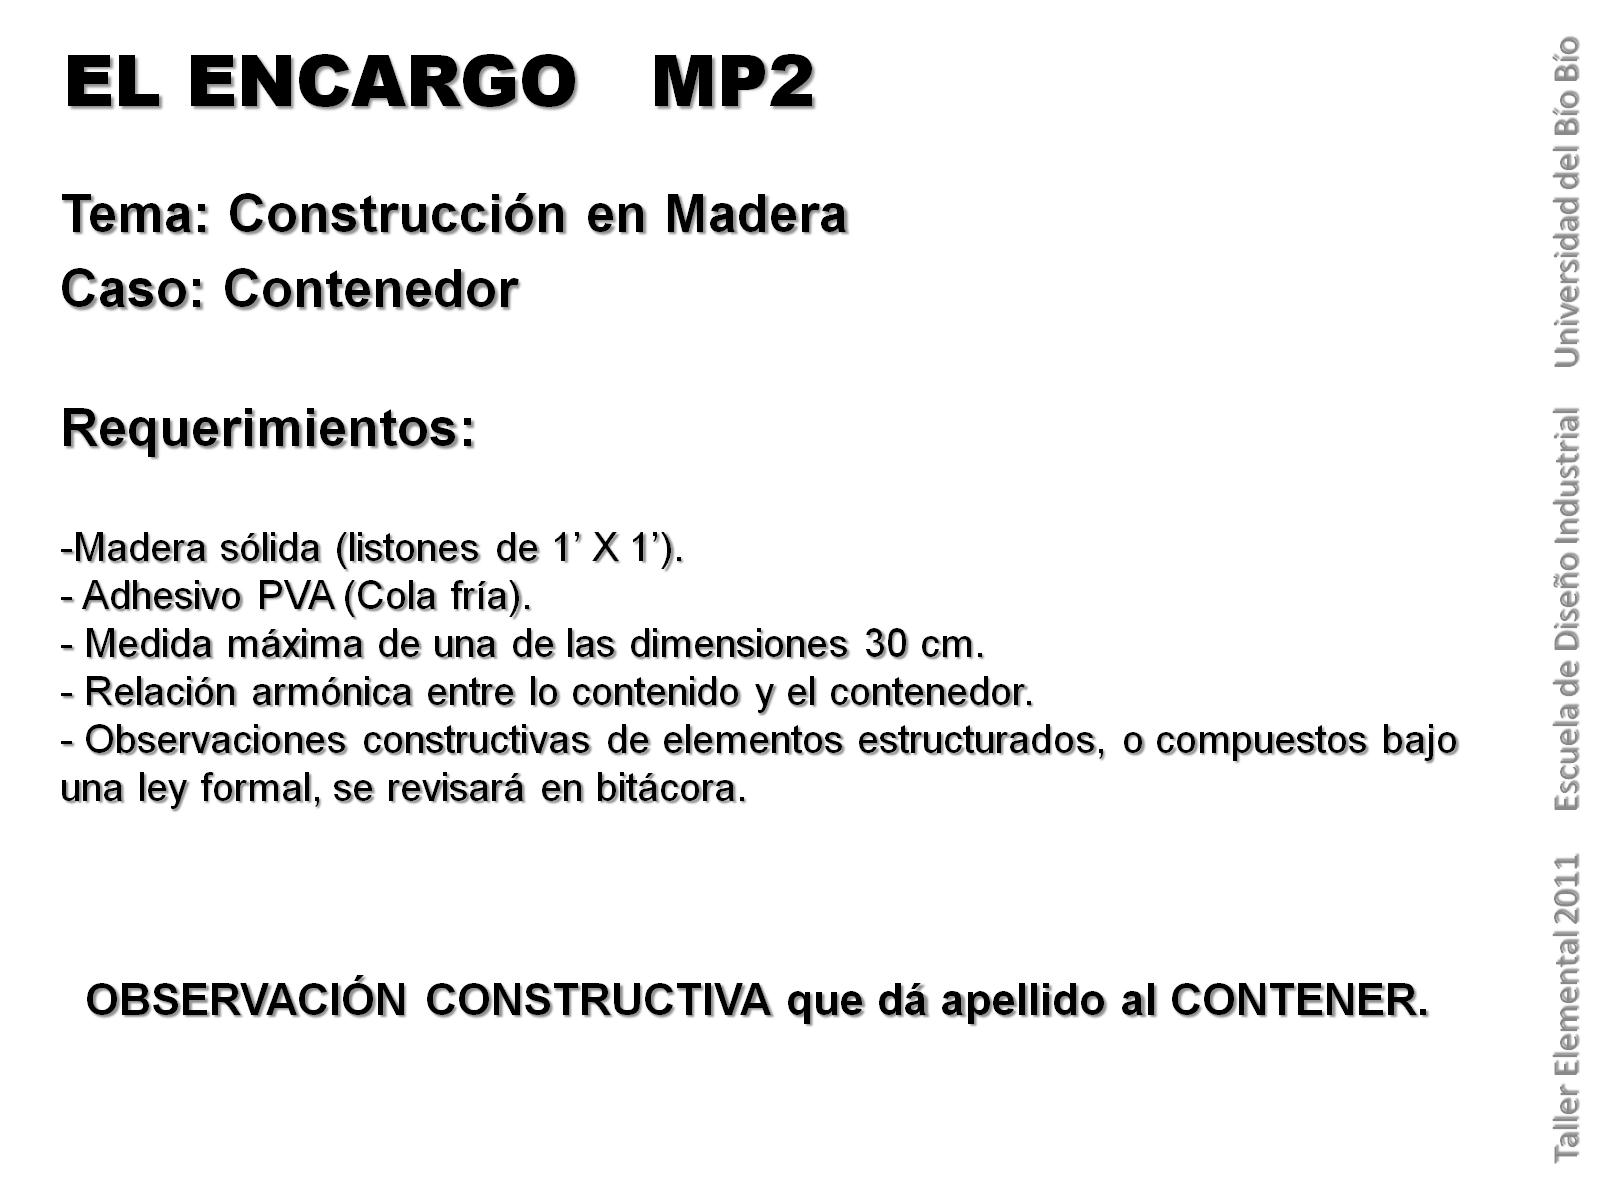 EL ENCARGO   MP2
Tema: Construcción en Madera
Caso: Contenedor
Requerimientos:
-Madera sólida (listones de 1’ X 1’).
- Adhesivo PVA (Cola fría).
- Medida máxima de una de las dimensiones 30 cm.
- Relación armónica entre lo contenido y el contenedor.
- Observaciones constructivas de elementos estructurados, o compuestos bajo
una ley formal, se revisará en bitácora.
OBSERVACIÓN CONSTRUCTIVA que dá apellido al CONTENER.
Taller Elemental 2011   Escuela de Diseño Industrial   Universidad del Bío Bío